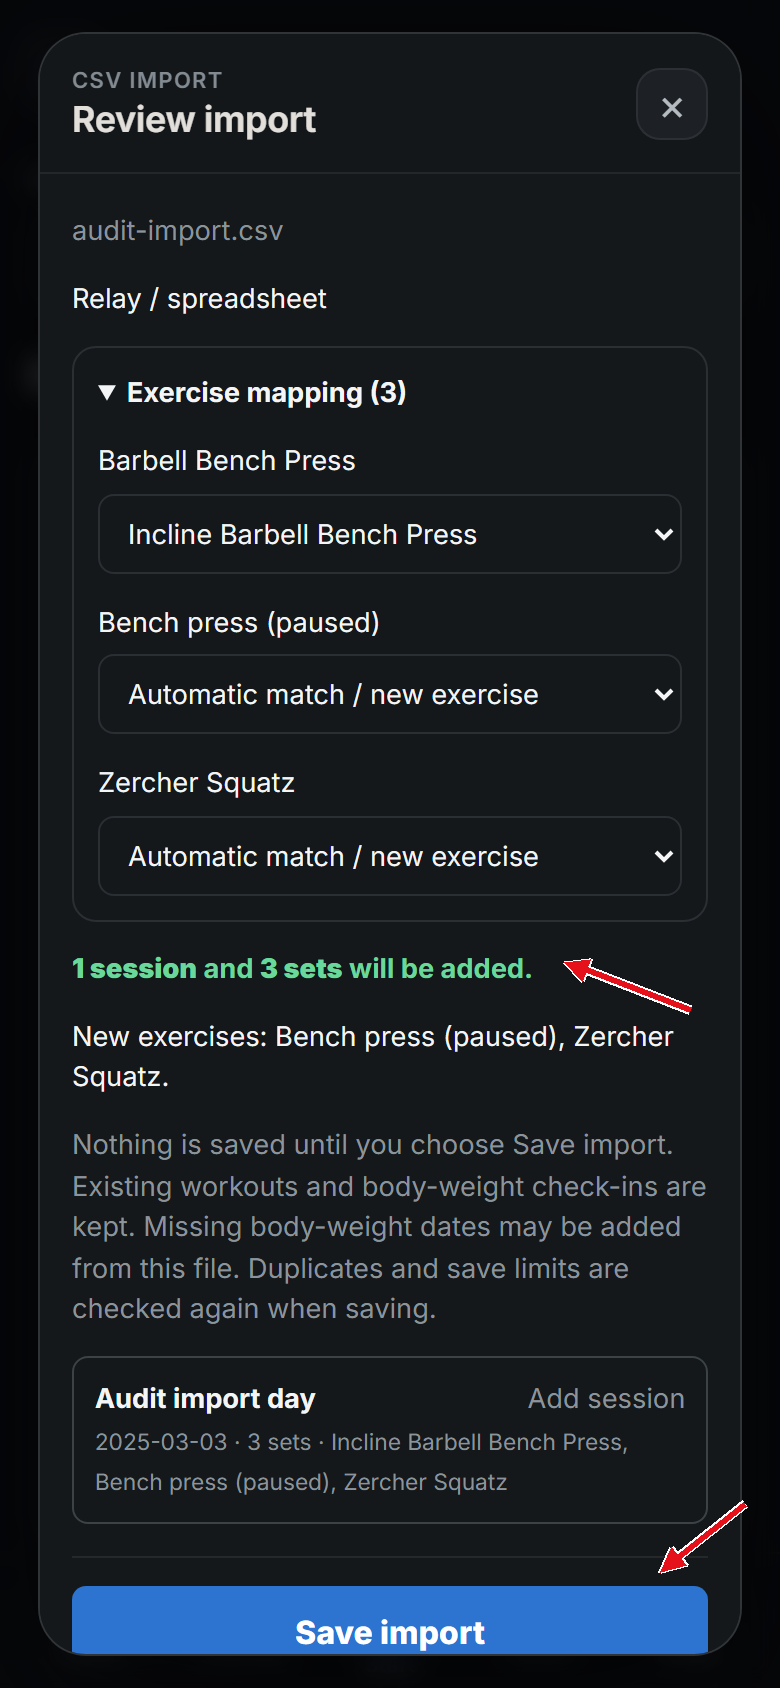 CSV IMPORT
Review import
audit-import.csv
Relay / spreadsheet
Exercise mapping (3)
Barbell Bench Press
Incline Barbell Bench Press
Bench press (paused)
Automatic match / new exercise
Zercher Squatz
Automatic match / new exercise
1 session and 3 sets will be added.
New exercises: Bench press (paused), Zercher
Squatz.
Nothing is saved until you choose Save import.
Existing workouts and body-weight check-ins are
kept. Missing body-weight dates may be added
from this file. Duplicates and save limits are
checked again when saving.
Audit import day
Add session
2025-03-03 · 3 sets · Incline Barbell Bench Press,
Bench press (paused), Zercher Squatz
Save import